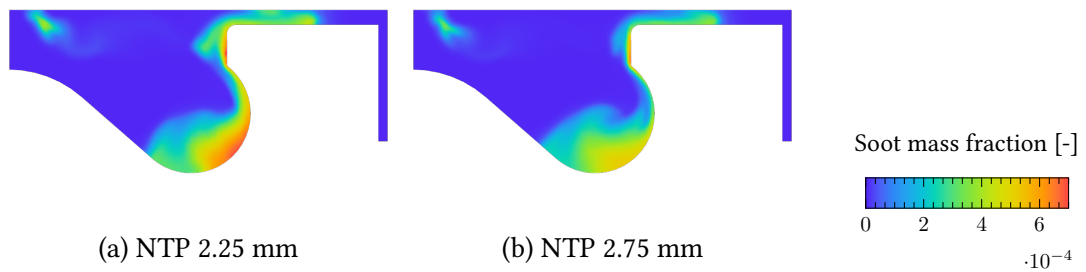 Soot mass fraction [-]
0 2 4 6
·10⁻⁴
(a) NTP 2.25 mm
(b) NTP 2.75 mm